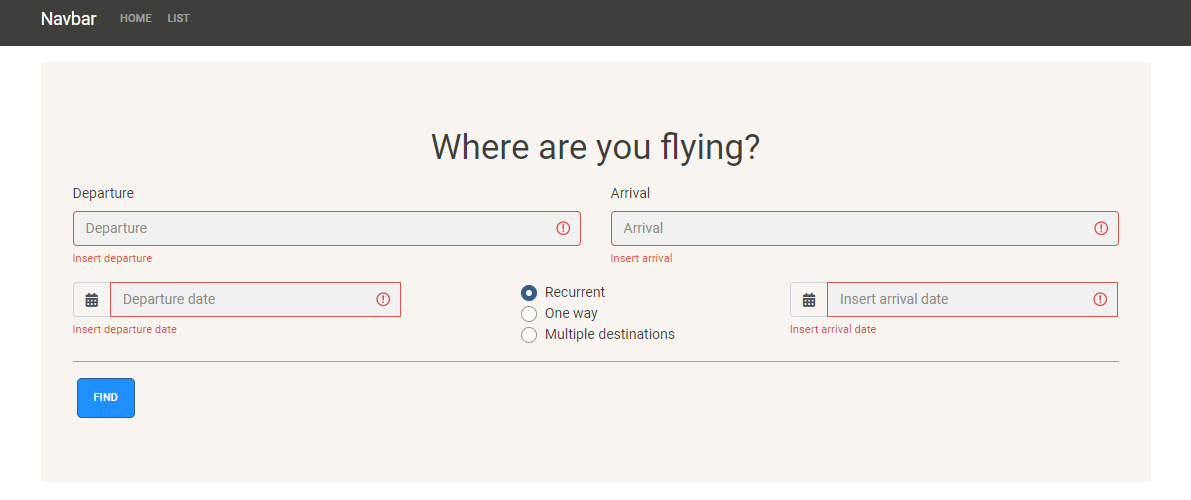 Navbar HOME LIST
Where are you flying?
Departure Arrival
Departure Arrival
Insert departure Insert arrival
Departure date Recurrent Insert arrival date
One way
Insert departure date Insert arrival date
Multiple destinations
FIND